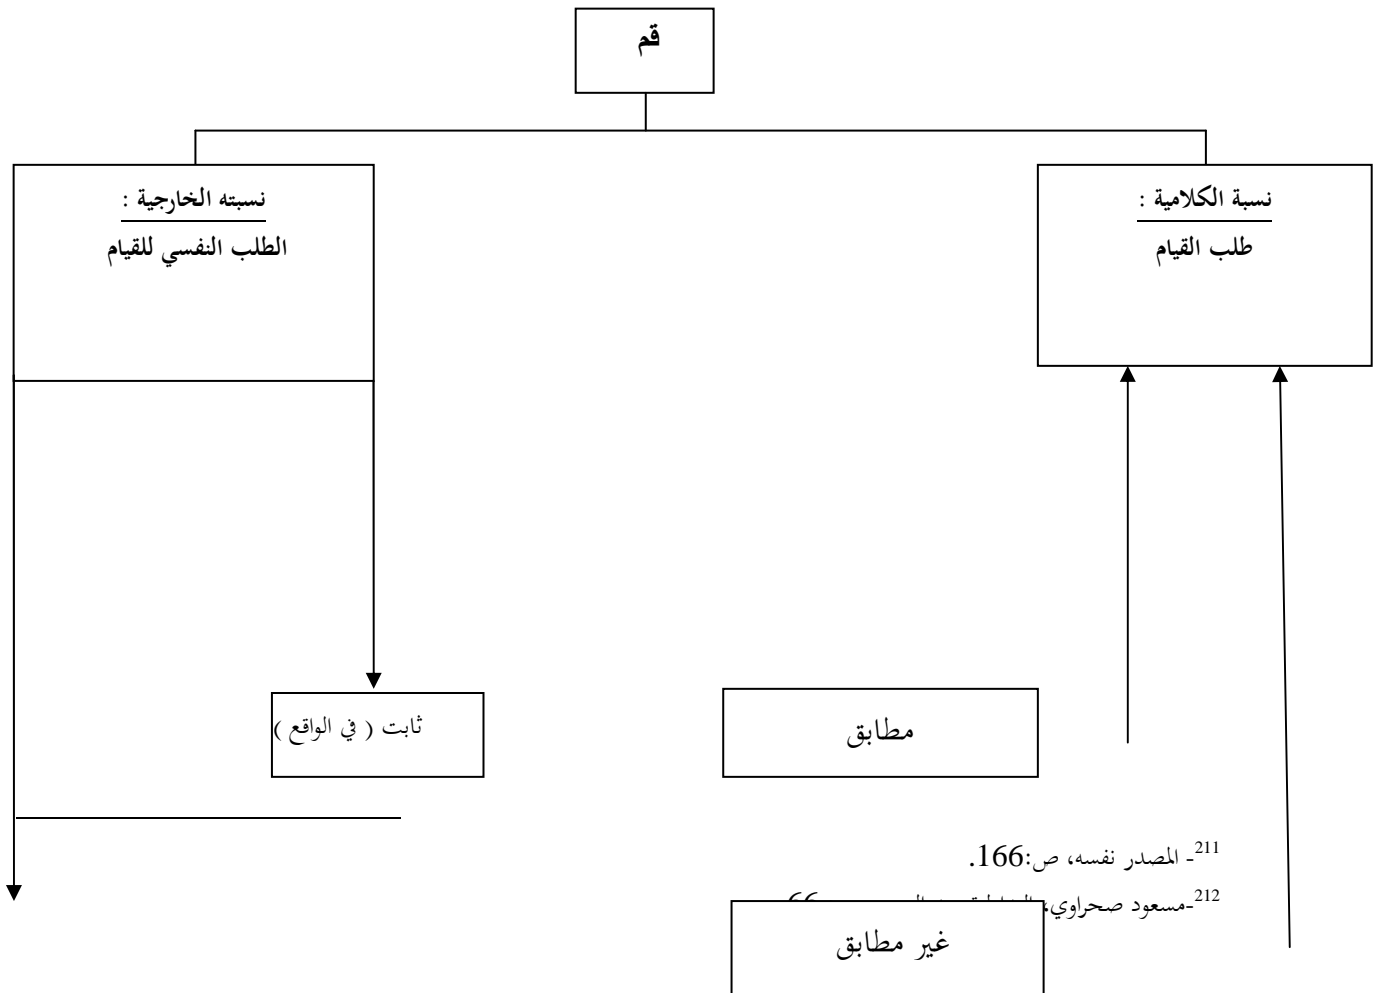 قم
نسبة الكلامية :
طلب القيام
نسبته الخارجية :
الطلب النفسي للقيام
مطابق
ثابت ( في الواقع )
211- المصدر نفسه، ص:166.
212-مسعود صحراوي،
غير مطابق